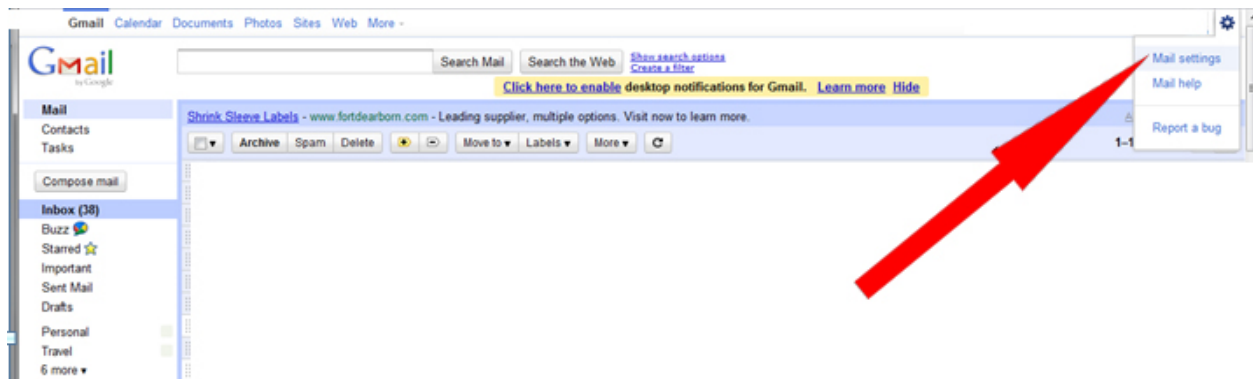 Gmail Calendar Documents Photos Sites Web More
Gmail
by Google
Search Mail Search the Web Show search options
Create a filter
Click here to enable desktop notifications for Gmail. Learn more Hide
Mail settings
Mail help
Report a bug
Mail
Contacts
Tasks
Compose mail
Inbox (38)
Buzz
Starred
Important
Sent Mail
Drafts
Personal
Travel
6 more
Shrink Sleeve Labels - www.fortdearborn.com - Leading supplier, multiple options. Visit now to learn more.
Archive Spam Delete Move to Labels More